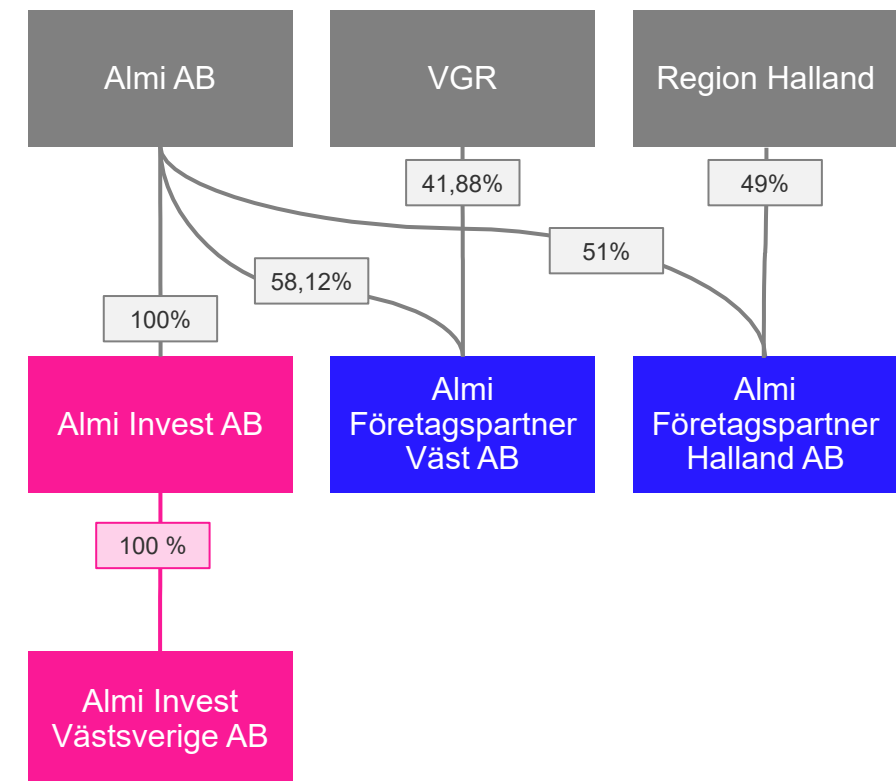 Almi AB
VGR
Region Halland
41,88%
49%
51%
58,12%
100%
Almi Invest AB
Almi
Företagspartner
Väst AB
Almi
Företagspartner
Halland AB
100 %
Almi Invest
Västsverige AB